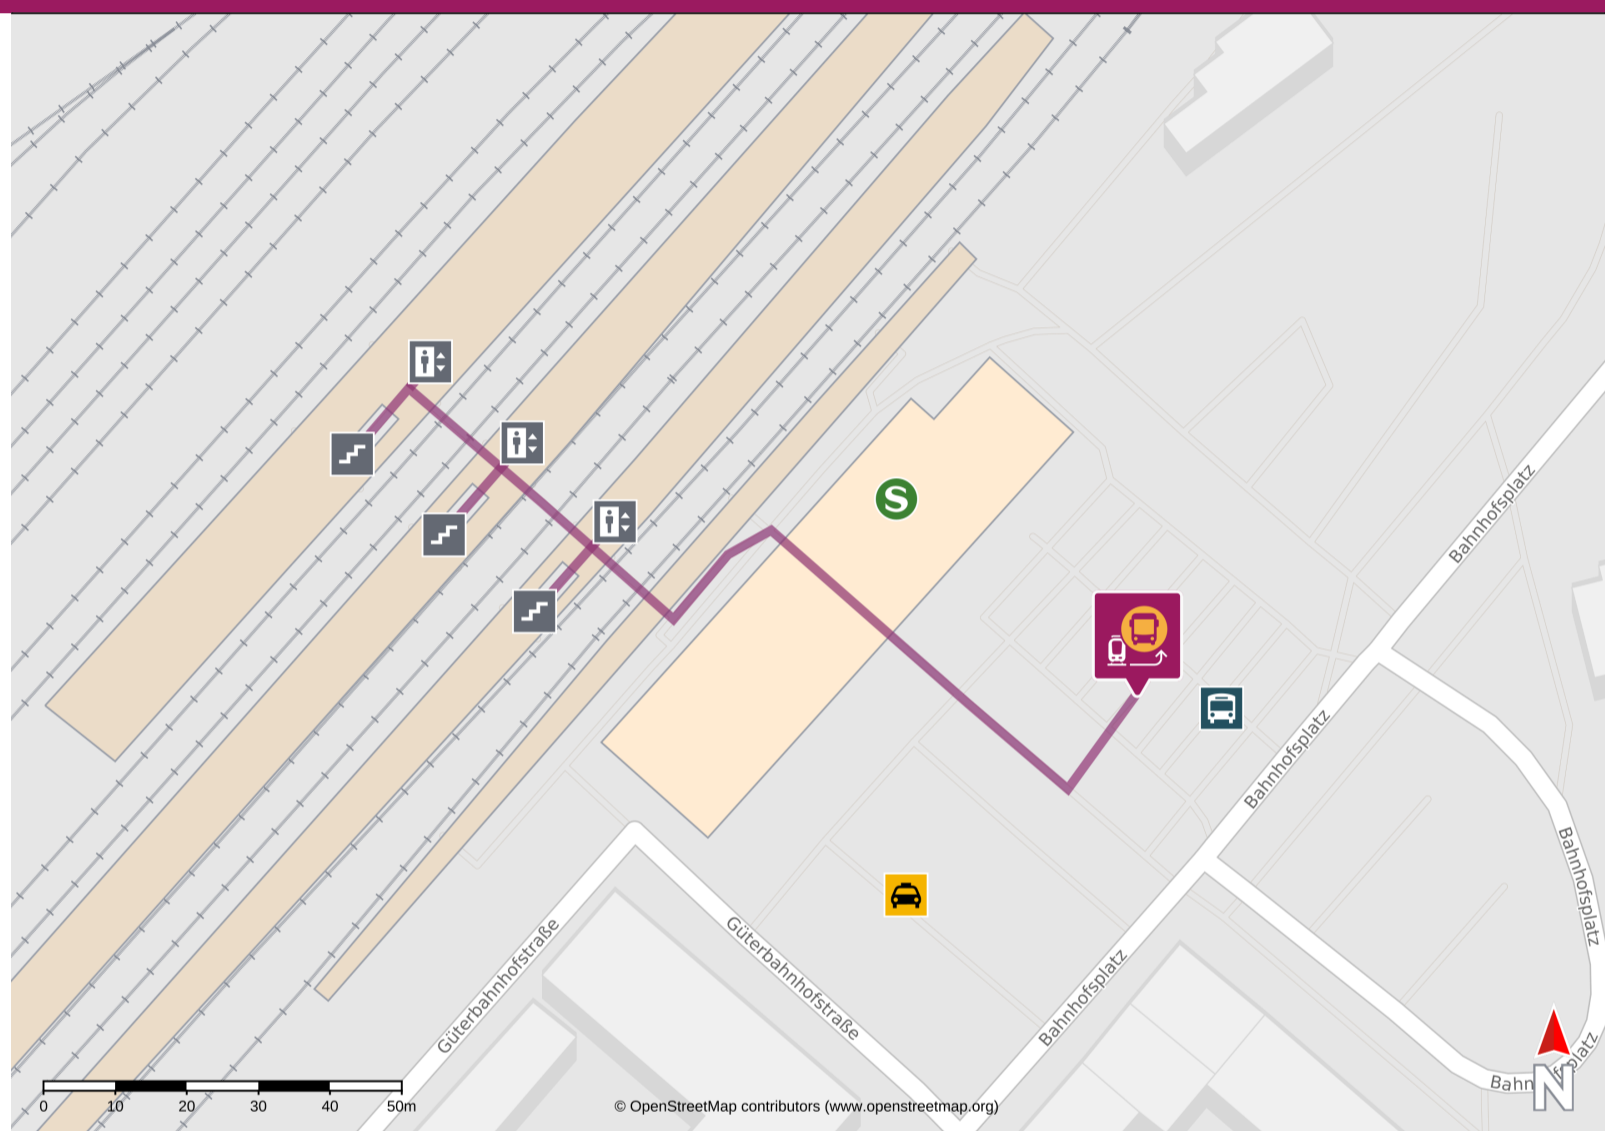 S
Bahnhofsplatz
Bahnhofsplatz
Bahnhofsplatz
Bahnhofsplatz
Güterbahnhofstraße
Güterbahnhofstraße
N
0 10 20 30 40 50m
© OpenStreetMap contributors (www.openstreetmap.org)